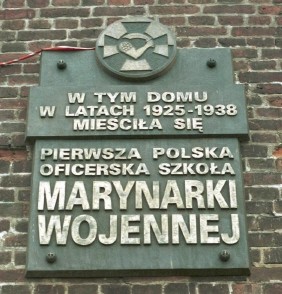 W TYM DOMU
W LATACH 1925-1938
MIEŚCIŁA SIĘ
PIERWSZA POLSKA
OFICERSKA SZKOŁA
MARYNARKI
WOJENNEJ